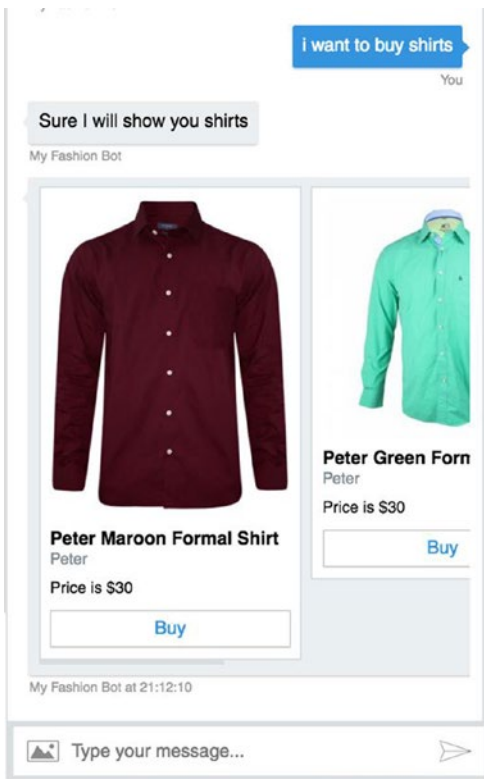 i want to buy shirts
You
Sure I will show you shirts
My Fashion Bot
Peter Maroon Formal Shirt
Peter
Price is $30
Buy
Peter Green Form
Peter
Price is $30
Buy
My Fashion Bot at 21:12:10
Type your message...